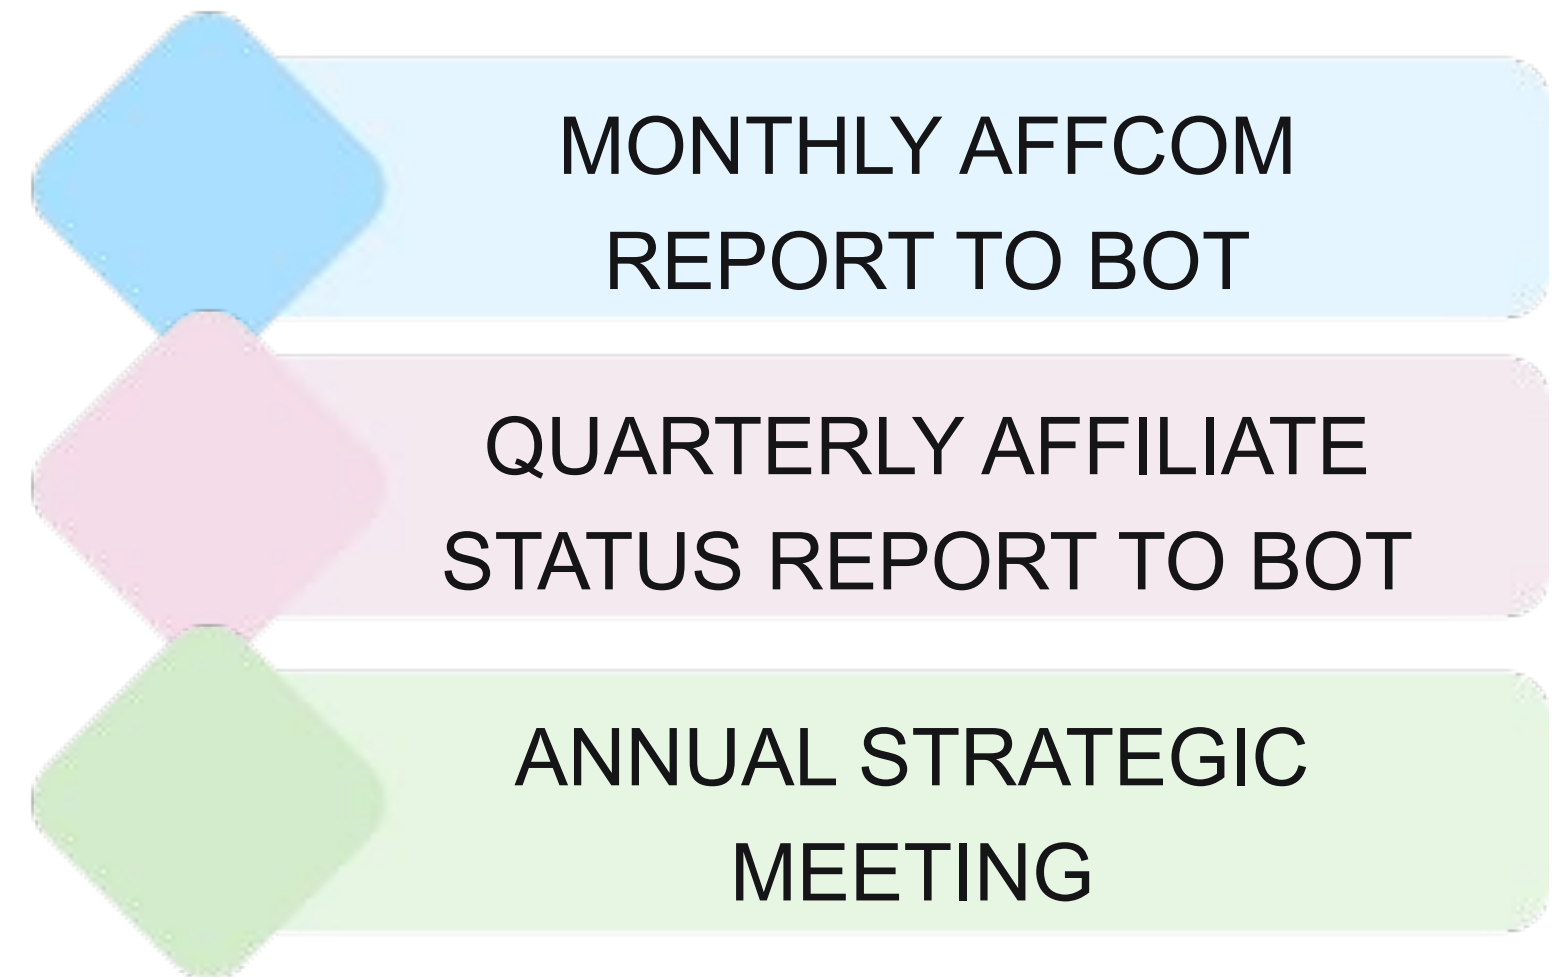 MONTHLY AFFCOM
REPORT TO BOT
QUARTERLY AFFILIATE
STATUS REPORT TO BOT
ANNUAL STRATEGIC
MEETING